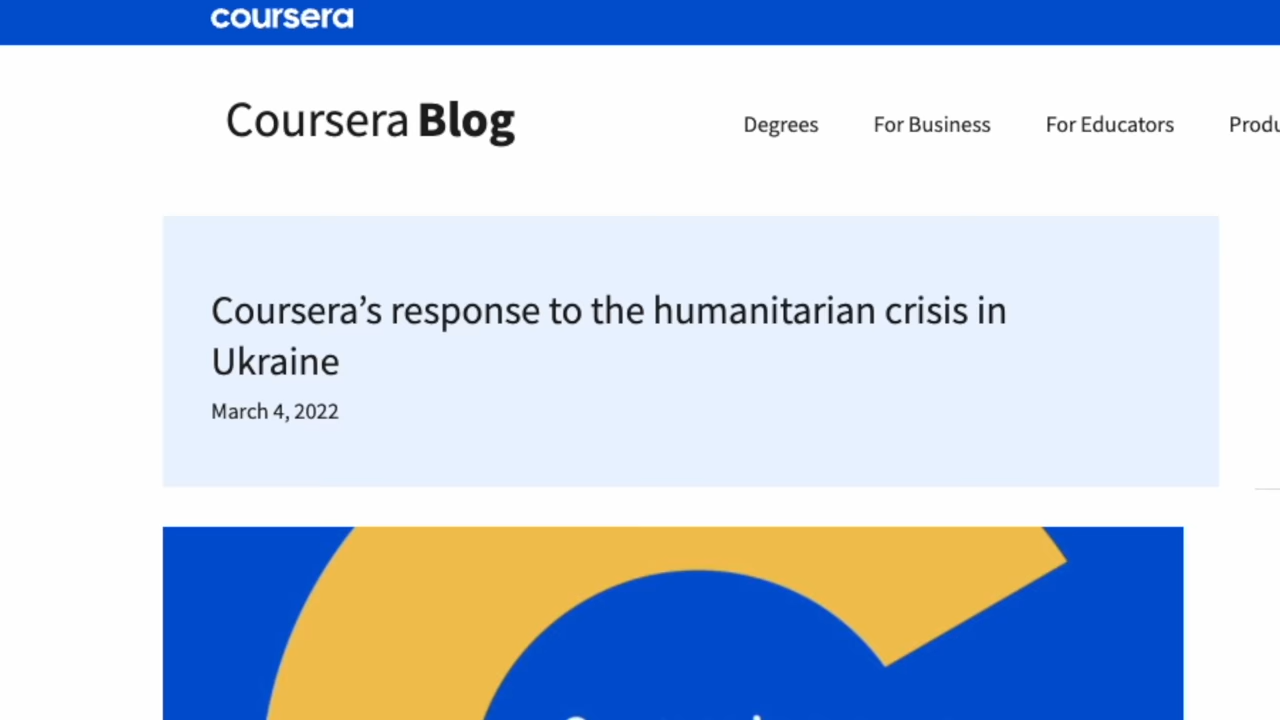 coursera
Coursera Blog
Degrees For Business For Educators
Coursera’s response to the humanitarian crisis in
Ukraine
March 4, 2022